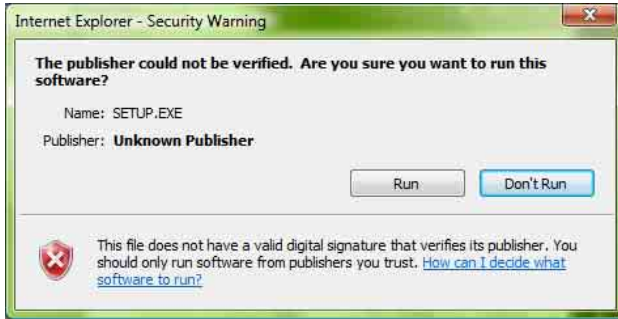 Internet Explorer - Security Warning
The publisher could not be verified. Are you sure you want to run this
software?
Name: SETUP.EXE
Publisher: Unknown Publisher
Run Don't Run
This file does not have a valid digital signature that verifies its publisher. You
should only run software from publishers you trust. How can I decide what
software to run?